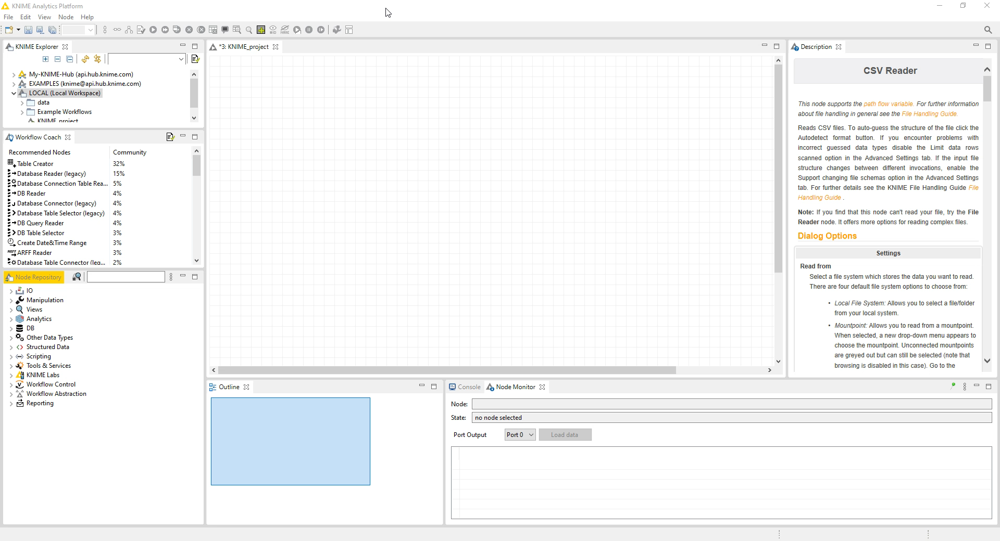 KNIME Analytics Platform
File Edit View Node Help
KNIME Explorer
My-KNIME-Hub (api.hub.knime.com)
EXAMPLES (knime@api.hub.knime.com)
LOCAL (Local Workspace)
data
Example Workflows
KNIME_project
Workflow Coach
Recommended Nodes Community
Table Creator 32%
Database Reader (legacy) 15%
Database Connection Table Rea... 5%
DB Reader 4%
Database Connector (legacy) 4%
Database Table Selector (legacy) 4%
DB Query Reader 4%
DB Table Selector 3%
Create Date&Time Range 3%
ARFF Reader 3%
Database Table Connector (leg... 2%
Node Repository
IO
Manipulation
Views
Analytics
DB
Other Data Types
Structured Data
Scripting
Tools & Services
KNIME Labs
Workflow Control
Workflow Abstraction
Reporting
*3: KNIME_project
Outline
Console Node Monitor
Node:
State: no node selected
Port Output Port 0 Load data
Description
CSV Reader
This node supports the path flow variable. For further information
about file handling in general see the File Handling Guide.
Reads CSV files. To auto-guess the structure of the file click the
Autodetect format button. If you encounter problems with
incorrect guessed data types disable the Limit data rows
scanned option in the Advanced Settings tab. If the input file
structure changes between different invocations, enable the
Support changing file schemas option in the Advanced Settings
tab. For further details see the KNIME File Handling Guide File
Handling Guide .
Note: If you find that this node can't read your file, try the File
Reader node. It offers more options for reading complex files.
Dialog Options
Settings
Read from
Select a file system which stores the data you want to read.
There are four default file system options to choose from:
• Local File System: Allows you to select a file/folder
from your local system.
• Mountpoint: Allows you to read from a mountpoint.
When selected, a new drop-down menu appears to
choose the mountpoint. Unconnected mountpoints
are greyed out but can still be selected (note that
browsing is disabled in this case). Go to the